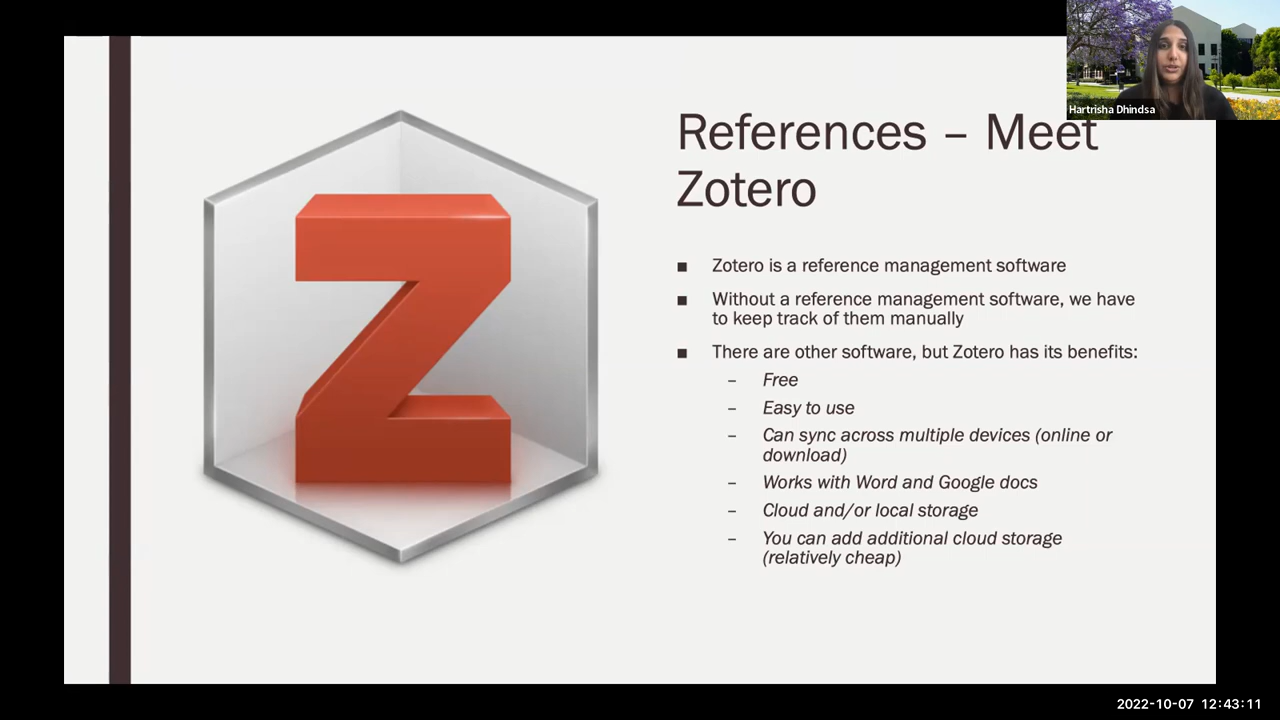 Hartrisha Dhindsa
References – Meet
Zotero
Z
■ Zotero is a reference management software
■ Without a reference management software, we have
to keep track of them manually
■ There are other software, but Zotero has its benefits:
– Free
– Easy to use
– Can sync across multiple devices (online or
download)
– Works with Word and Google docs
– Cloud and/or local storage
– You can add additional cloud storage
(relatively cheap)
2022-10-07 12:43:11